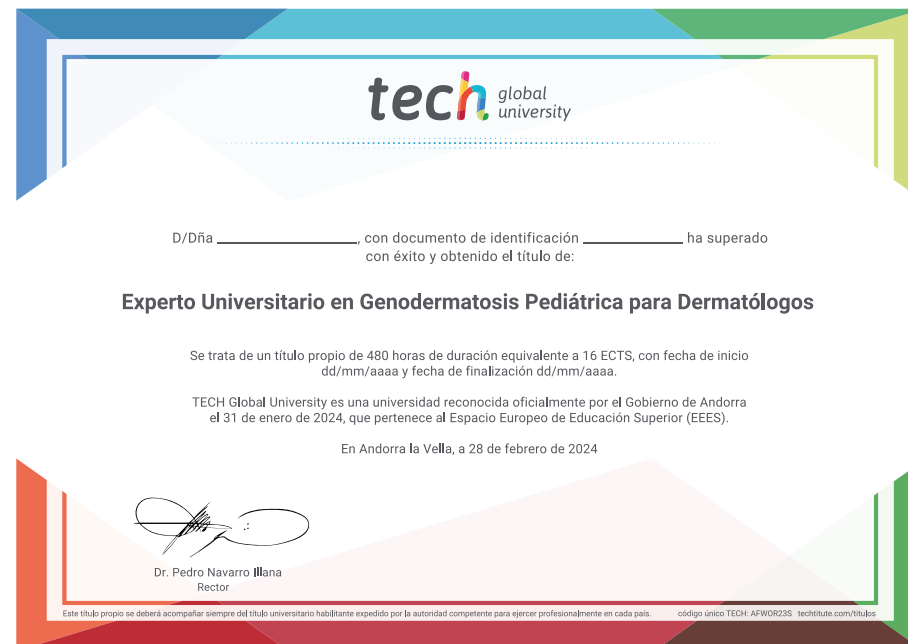 tech global
university
D/Dña ____________________, con documento de identificación ______________ ha superado
con éxito y obtenido el título de:
Experto Universitario en Genodermatosis Pediátrica para Dermatólogos
Se trata de un título propio de 480 horas de duración equivalente a 16 ECTS, con fecha de inicio
dd/mm/aaaa y fecha de finalización dd/mm/aaaa.
TECH Global University es una universidad reconocida oficialmente por el Gobierno de Andorra
el 31 de enero de 2024, que pertenece al Espacio Europeo de Educación Superior (EEES).
En Andorra la Vella, a 28 de febrero de 2024
Dr. Pedro Navarro Illana
Rector
Este título propio se deberá acompañar siempre del título universitario habilitante expedido por la autoridad competente para ejercer profesionalmente en cada país. código único TECH: AFWOR23S techtitute.com/titulos